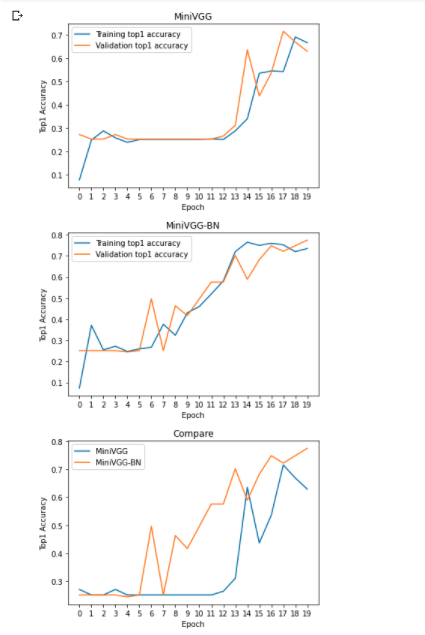 MiniVGG
Training top1 accuracy
Validation top1 accuracy
Top1 Accuracy
0.7
0.6
0.5
0.4
0.3
0.2
0.1
0 1 2 3 4 5 6 7 8 9 10 11 12 13 14 15 16 17 18 19
Epoch
MiniVGG-BN
Training top1 accuracy
Validation top1 accuracy
Top1 Accuracy
0.8
0.7
0.6
0.5
0.4
0.3
0.2
0.1
0 1 2 3 4 5 6 7 8 9 10 11 12 13 14 15 16 17 18 19
Epoch
Compare
MiniVGG
MiniVGG-BN
Top1 Accuracy
0.8
0.7
0.6
0.5
0.4
0.3
0 1 2 3 4 5 6 7 8 9 10 11 12 13 14 15 16 17 18 19
Epoch